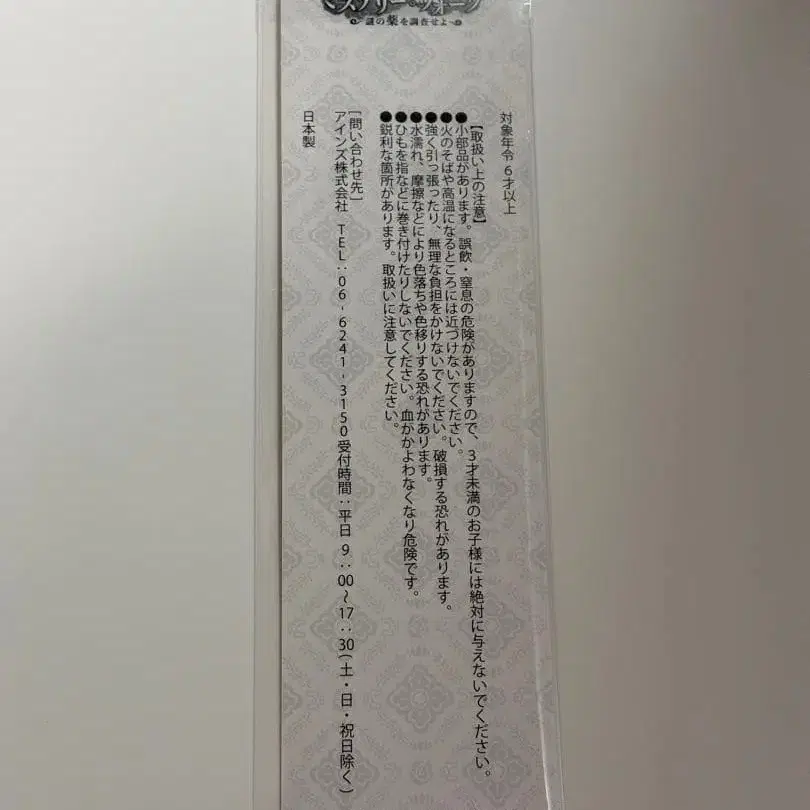 ミステリー・ウォーク
謎の薬を調査せよ
対象年令 6才以上
【取扱い上の注意】
●小部品があります。誤飲・窒息の危険がありますので、3才未満のお子様には絶対に与えないでください。
●火のそばや高温になるところには近づけないでください。
●強く引っ張ったり、無理な負担をかけないでください。破損する恐れがあります。
●水濡れ、摩擦などにより色落ちや色移りする恐れがあります。
●ひもを指などに巻き付けたりしないでください。血がかよわなくなり危険です。
●鋭利な箇所があります。取扱いに注意してください。
[問い合わせ先]
アインズ株式会社 TEL:06-6241-3150 受付時間:平日 9:00~17:30(土・日・祝日除く)
日本製